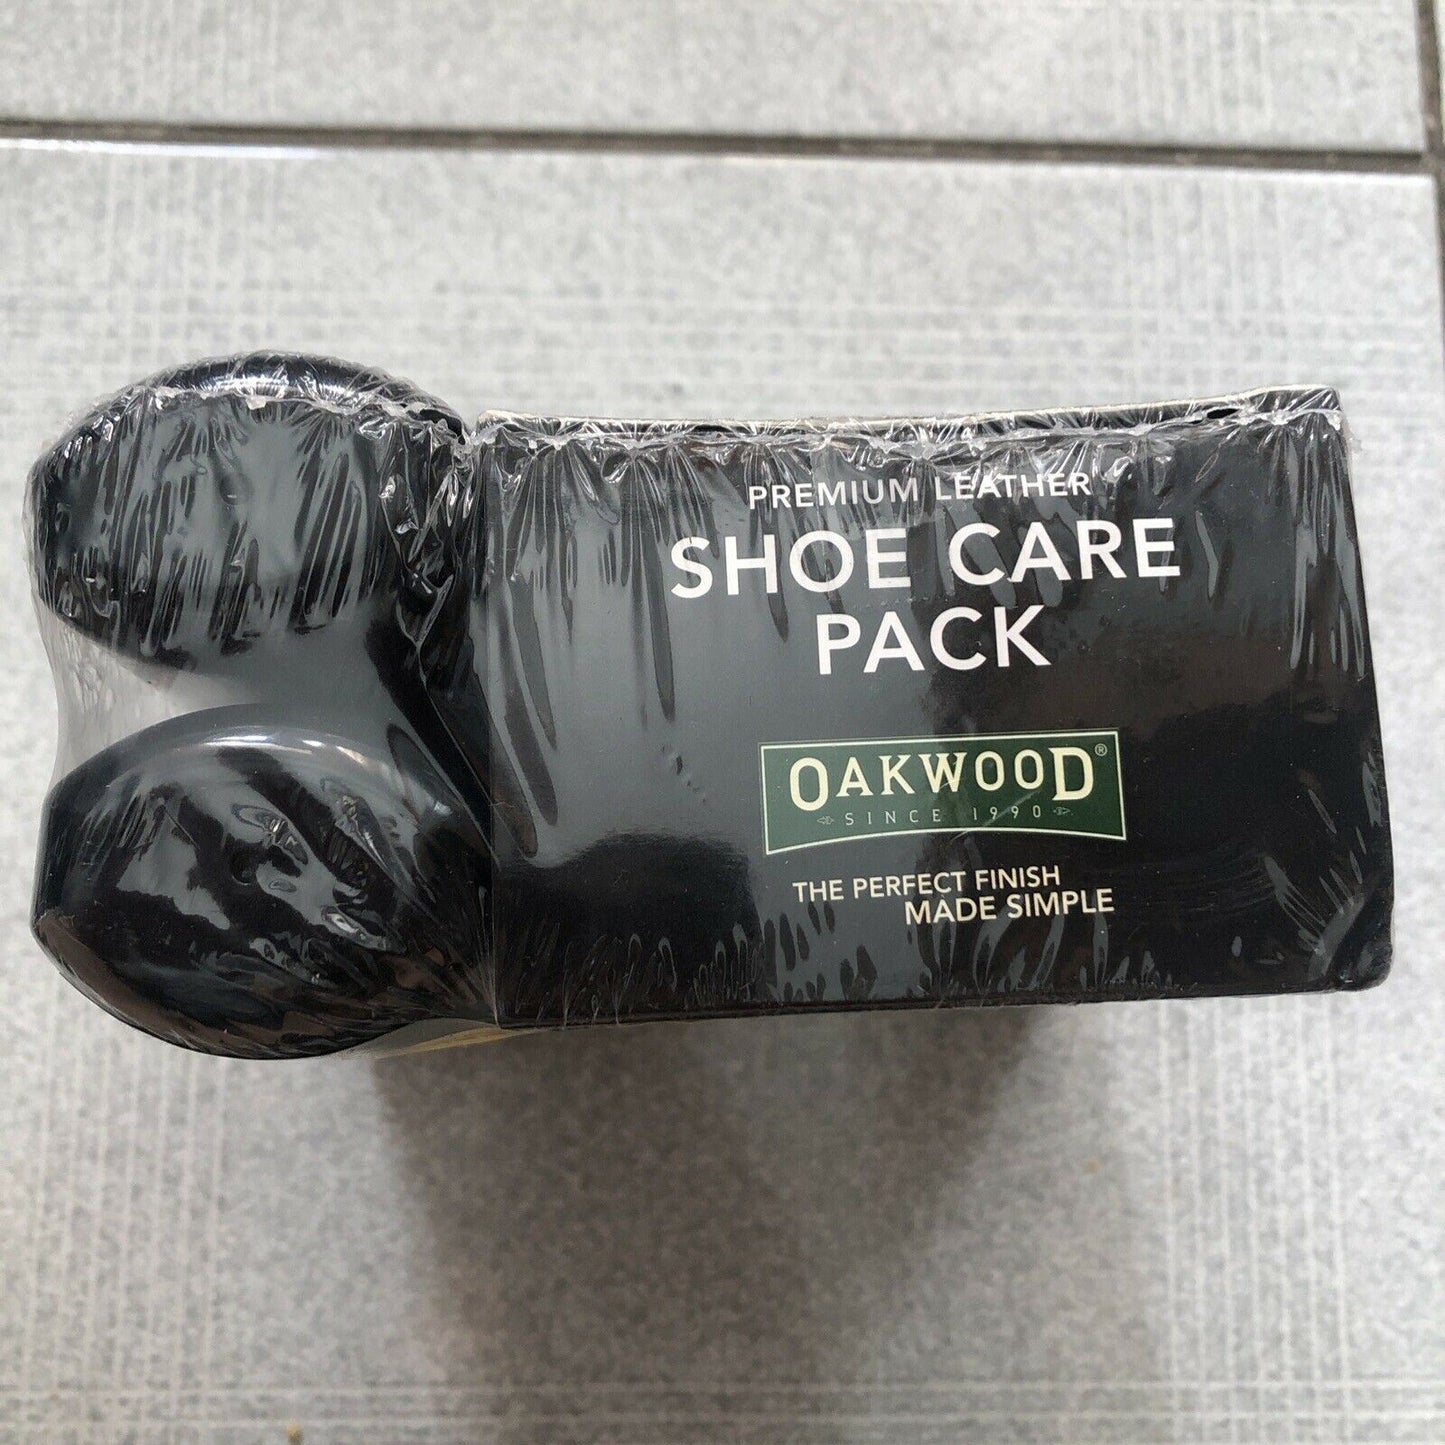 PREMIUM LEATHER
SHOE CARE
PACK
OAKWOOD®
SINCE 1990
THE PERFECT FINISH
MADE SIMPLE